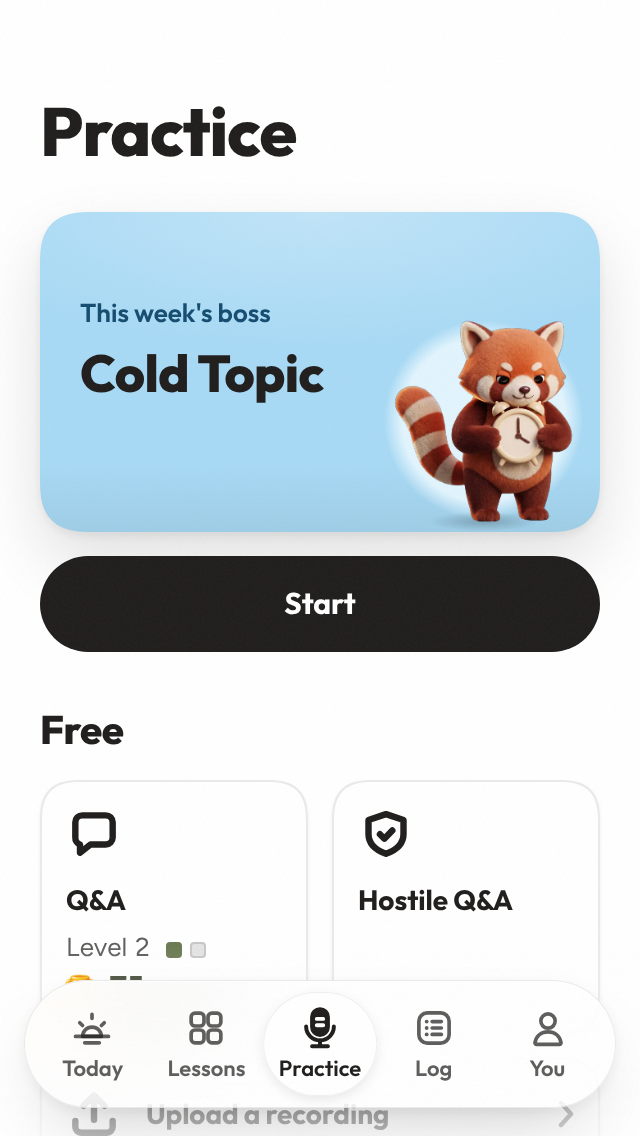 Practice
This week's boss
Cold Topic
Start
Free
Q&A
Hostile Q&A
Level 2
Today
Lessons
Practice
Log
You
Upload a recording